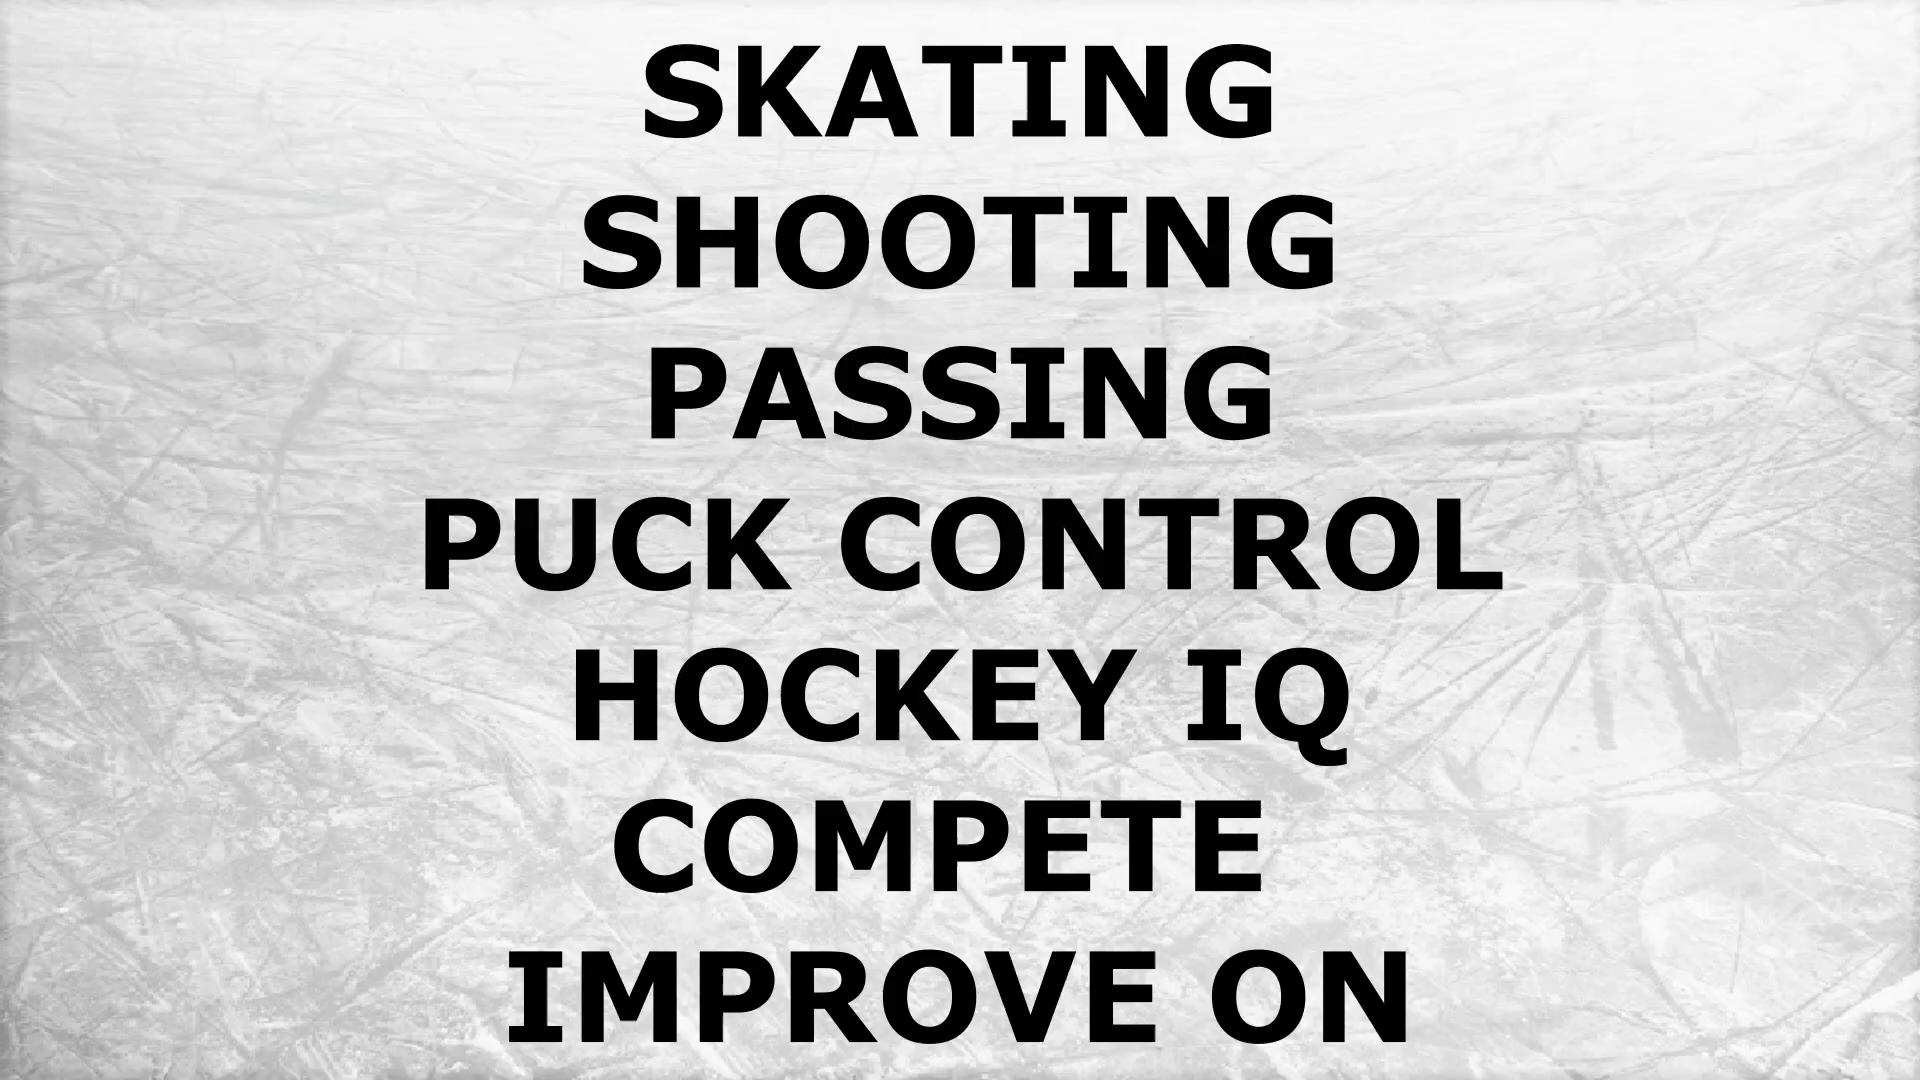 SKATING
SHOOTING
PASSING
PUCK CONTROL
HOCKEY IQ
COMPETE
IMPROVE ON